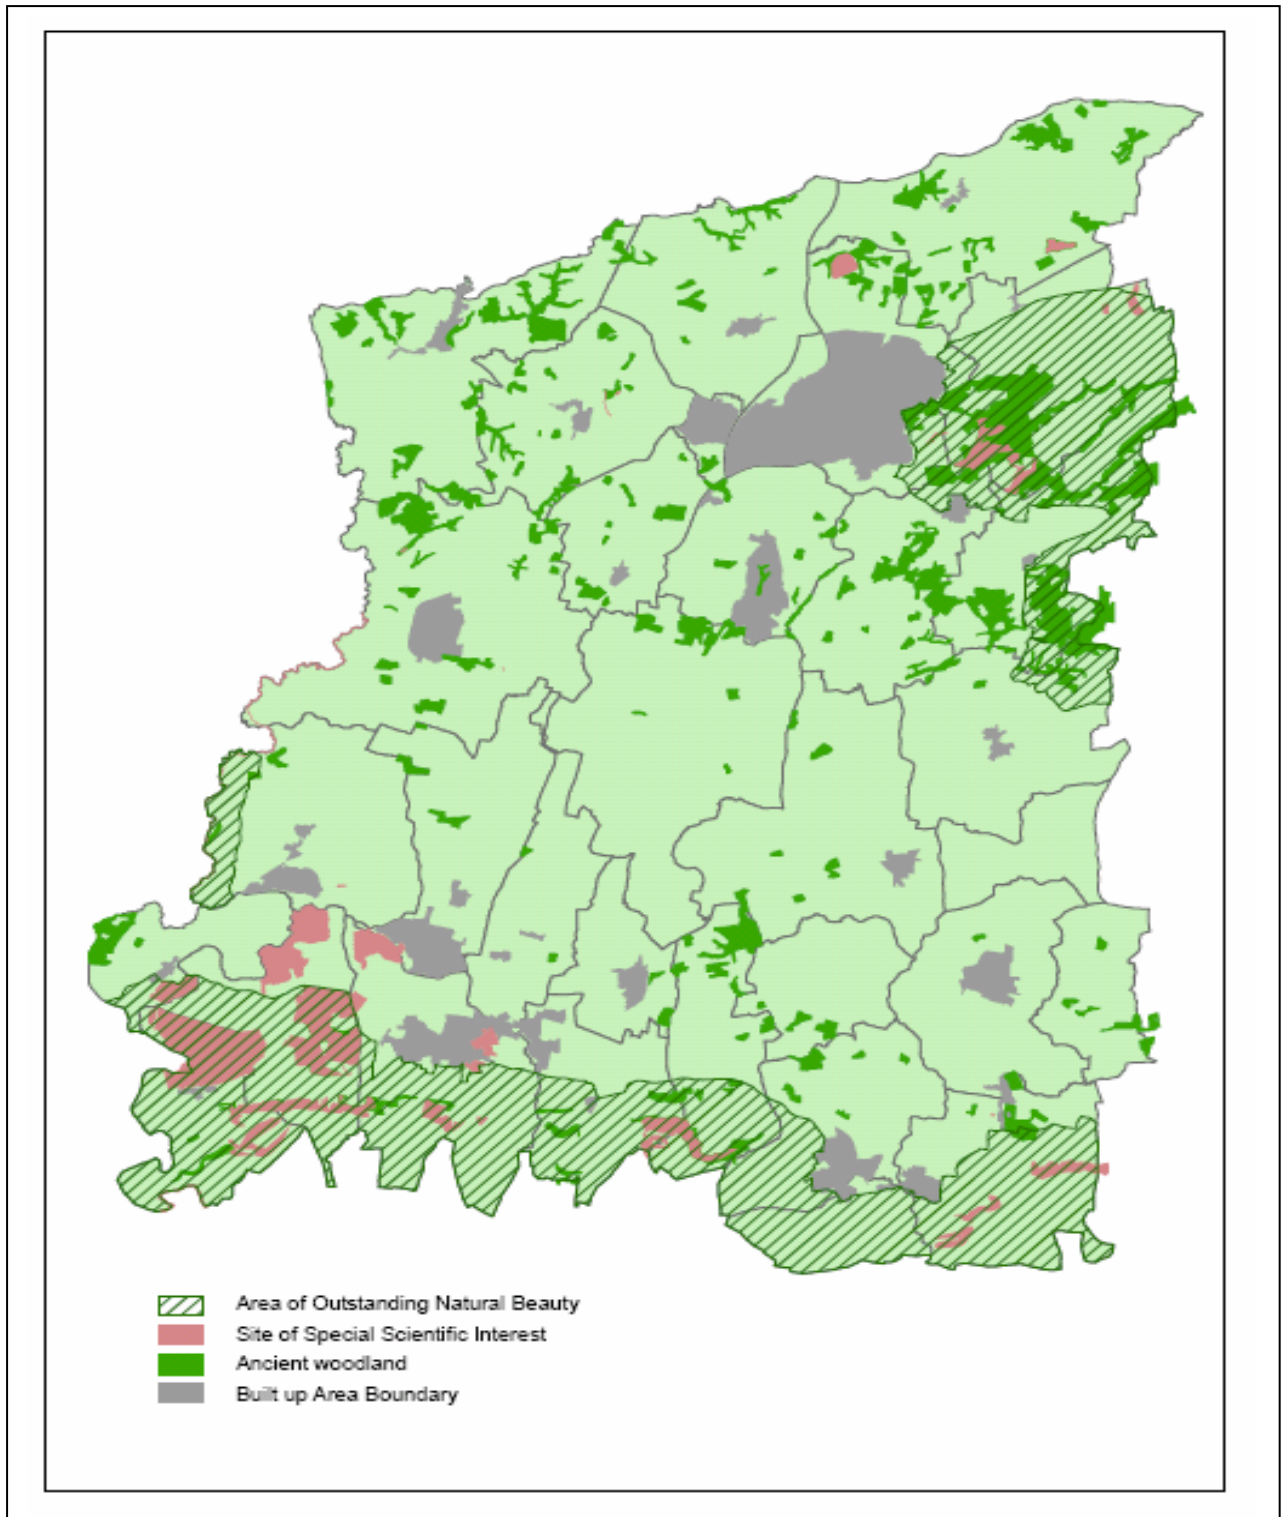 Area of Outstanding Natural Beauty
Site of Special Scientific Interest
Ancient woodland
Built up Area Boundary